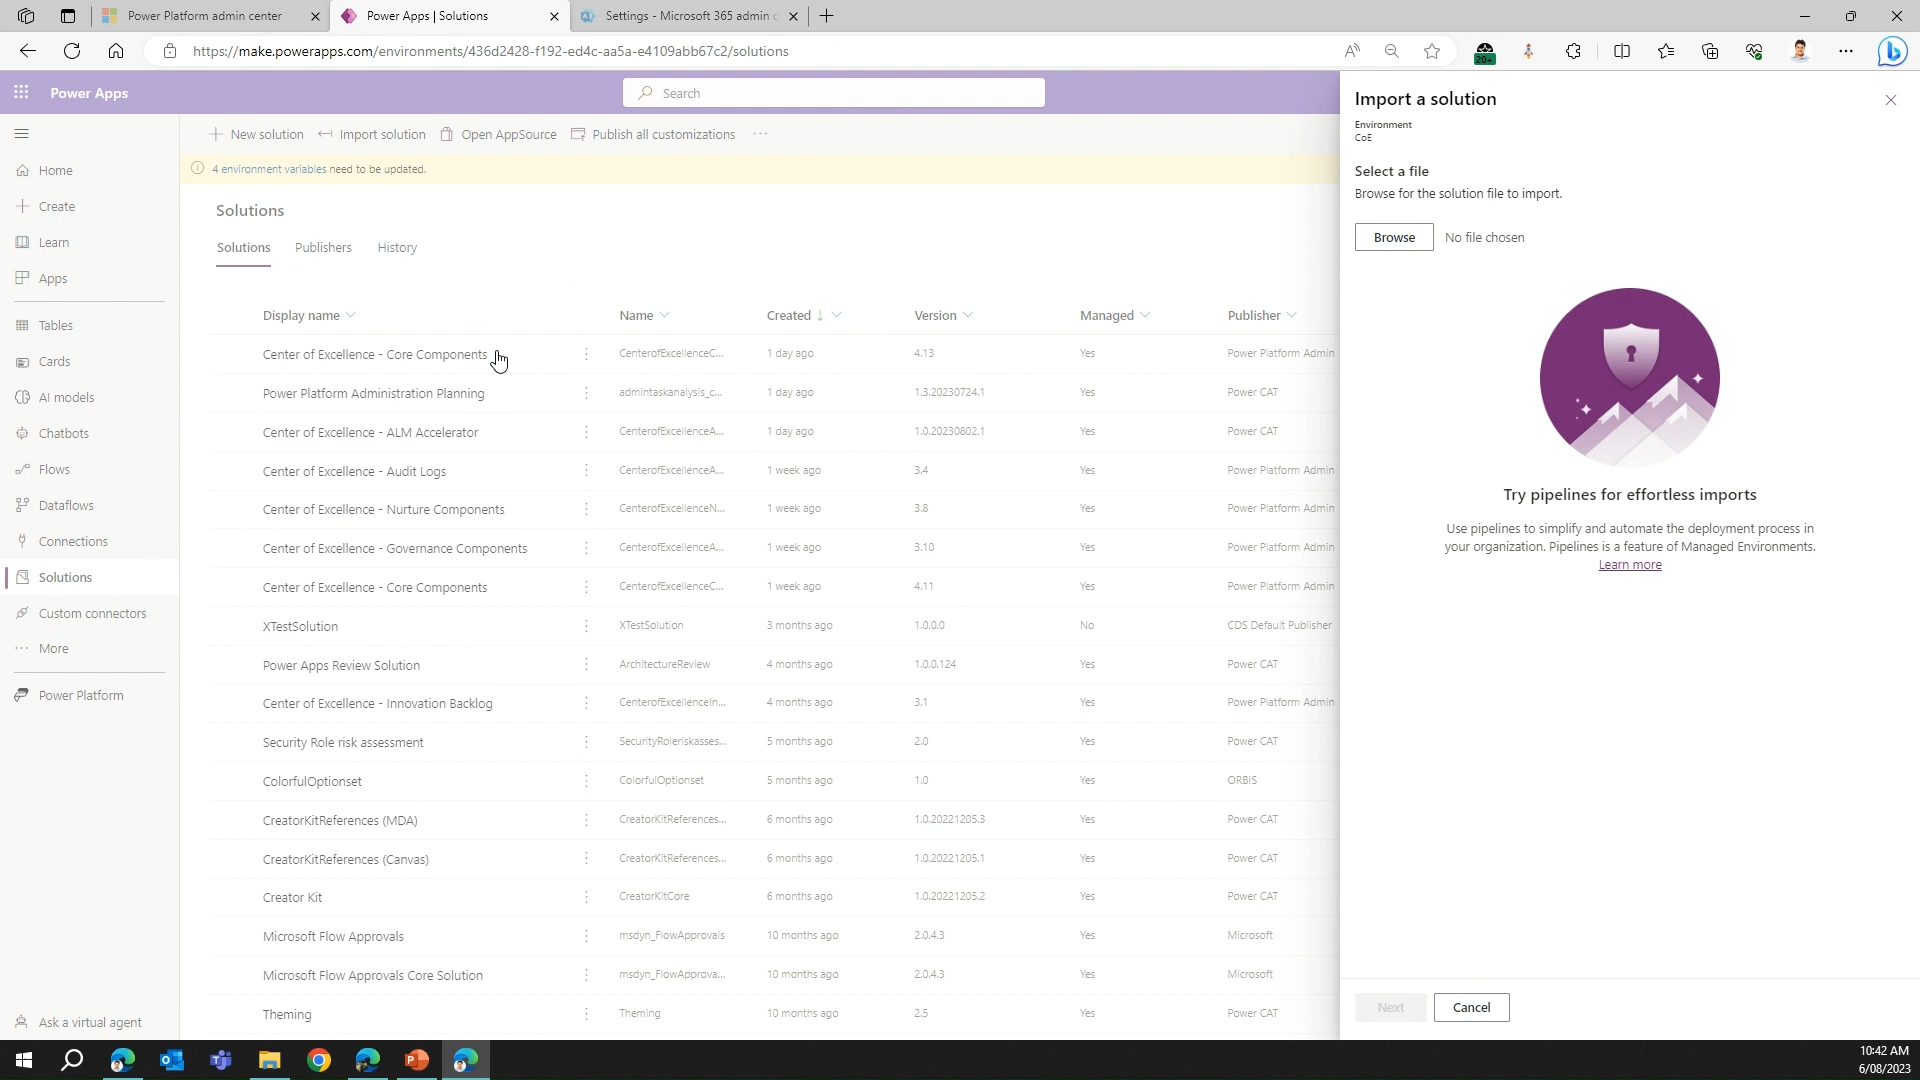 Power Platform admin center
Power Apps | Solutions
Settings - Microsoft 365 admin c
https://make.powerapps.com/environments/436d2428-f192-ed4c-aa5a-e4109abb67c2/solutions
20+
Power Apps
Search
New solution
Import solution
Open AppSource
Publish all customizations
4 environment variables need to be updated.
Home
Create
Learn
Apps
Tables
Cards
AI models
Chatbots
Flows
Dataflows
Connections
Solutions
Custom connectors
More
Power Platform
Ask a virtual agent
Solutions
Solutions Publishers History
Display name Name Created Version Managed Publisher
Center of Excellence - Core Components CenterofExcellenceC... 1 day ago 4.13 Yes Power Platform Admin
Power Platform Administration Planning admintaskanalysis_c... 1 day ago 1.3.20230724.1 Yes Power CAT
Center of Excellence - ALM Accelerator CenterofExcellenceA... 1 day ago 1.0.20230802.1 Yes Power CAT
Center of Excellence - Audit Logs CenterofExcellenceA... 1 week ago 3.4 Yes Power Platform Admin
Center of Excellence - Nurture Components CenterofExcellenceN... 1 week ago 3.8 Yes Power Platform Admin
Center of Excellence - Governance Components CenterofExcellenceA... 1 week ago 3.10 Yes Power Platform Admin
Center of Excellence - Core Components CenterofExcellenceC... 1 week ago 4.11 Yes Power Platform Admin
XTestSolution XTestSolution 3 months ago 1.0.0.0 No CDS Default Publisher
Power Apps Review Solution ArchitectureReview 4 months ago 1.0.0.124 Yes Power CAT
Center of Excellence - Innovation Backlog CenterofExcellenceIn... 4 months ago 3.1 Yes Power Platform Admin
Security Role risk assessment SecurityRoleriskasses... 5 months ago 2.0 Yes Power CAT
ColorfulOptionset ColorfulOptionset 5 months ago 1.0 Yes ORBIS
CreatorKitReferences (MDA) CreatorKitReferences... 6 months ago 1.0.20221205.3 Yes Power CAT
CreatorKitReferences (Canvas) CreatorKitReferences... 6 months ago 1.0.20221205.1 Yes Power CAT
Creator Kit CreatorKitCore 6 months ago 1.0.20221205.2 Yes Power CAT
Microsoft Flow Approvals msdyn_FlowApprovals 10 months ago 2.0.4.3 Yes Microsoft
Microsoft Flow Approvals Core Solution msdyn_FlowApprova... 10 months ago 2.0.4.3 Yes Microsoft
Theming Theming 10 months ago 2.5 Yes Power CAT
Import a solution
Environment
CoE
Select a file
Browse for the solution file to import.
Browse No file chosen
Try pipelines for effortless imports
Use pipelines to simplify and automate the deployment process in
your organization. Pipelines is a feature of Managed Environments.
Learn more
Next Cancel
10:42 AM
6/08/2023